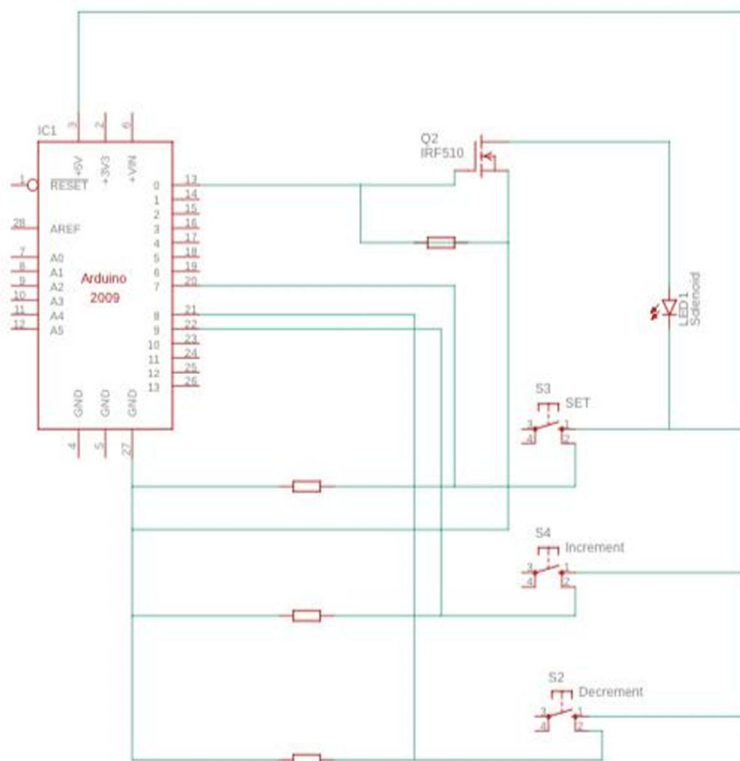 IC1
3
2
6
+5V
+3V3
+VIN
1
RESET
28
AREF
7
A0
8
A1
9
A2
10
A3
11
A4
12
A5
Arduino
2009
0
13
1
14
2
15
3
16
4
17
5
18
6
19
7
20
8
21
9
22
10
23
11
24
12
25
13
26
GND
GND
GND
4
5
27
Q2
IRF510
LED1
Solenoid
S3
SET
3
1
4
2
S4
Increment
3
1
4
2
S2
Decrement
3
1
4
2